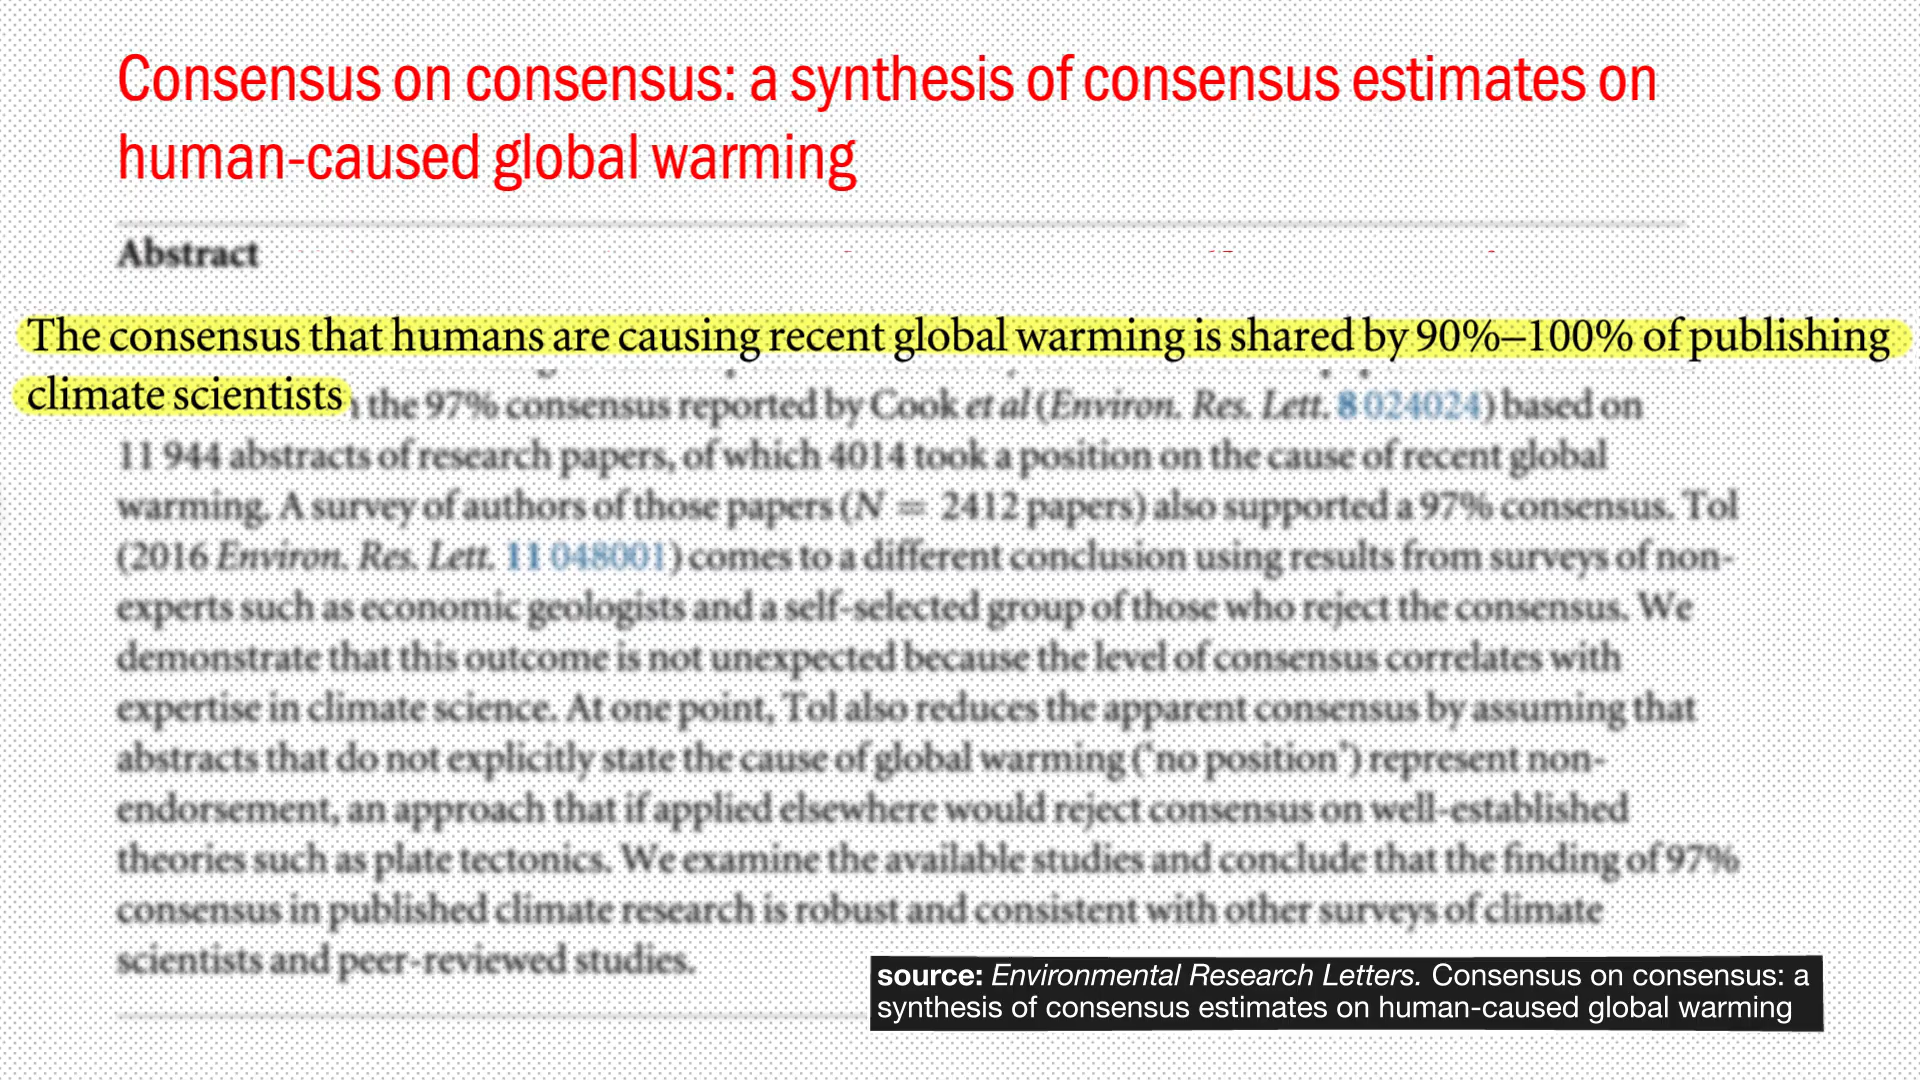 Consensus on consensus: a synthesis of consensus estimates on
human-caused global warming
Abstract
The consensus that humans are causing recent global warming is shared by 90%–100% of publishing
climate scientists
the 97% consensus reported by Cook et al (Environ. Res. Lett. 8 024024) based on
11 944 abstracts of research papers, of which 4014 took a position on the cause of recent global
warming. A survey of authors of those papers (N = 2412 papers) also supported a 97% consensus. Tol
(2016 Environ. Res. Lett. 11 048001) comes to a different conclusion using results from surveys of non-
experts such as economic geologists and a self-selected group of those who reject the consensus. We
demonstrate that this outcome is not unexpected because the level of consensus correlates with
expertise in climate science. At one point, Tol also reduces the apparent consensus by assuming that
abstracts that do not explicitly state the cause of global warming ('no position') represent non-
endorsement, an approach that if applied elsewhere would reject consensus on well-established
theories such as plate tectonics. We examine the available studies and conclude that the finding of 97%
consensus in published climate research is robust and consistent with other surveys of climate
scientists and peer-reviewed studies.
source: Environmental Research Letters. Consensus on consensus: a
synthesis of consensus estimates on human-caused global warming